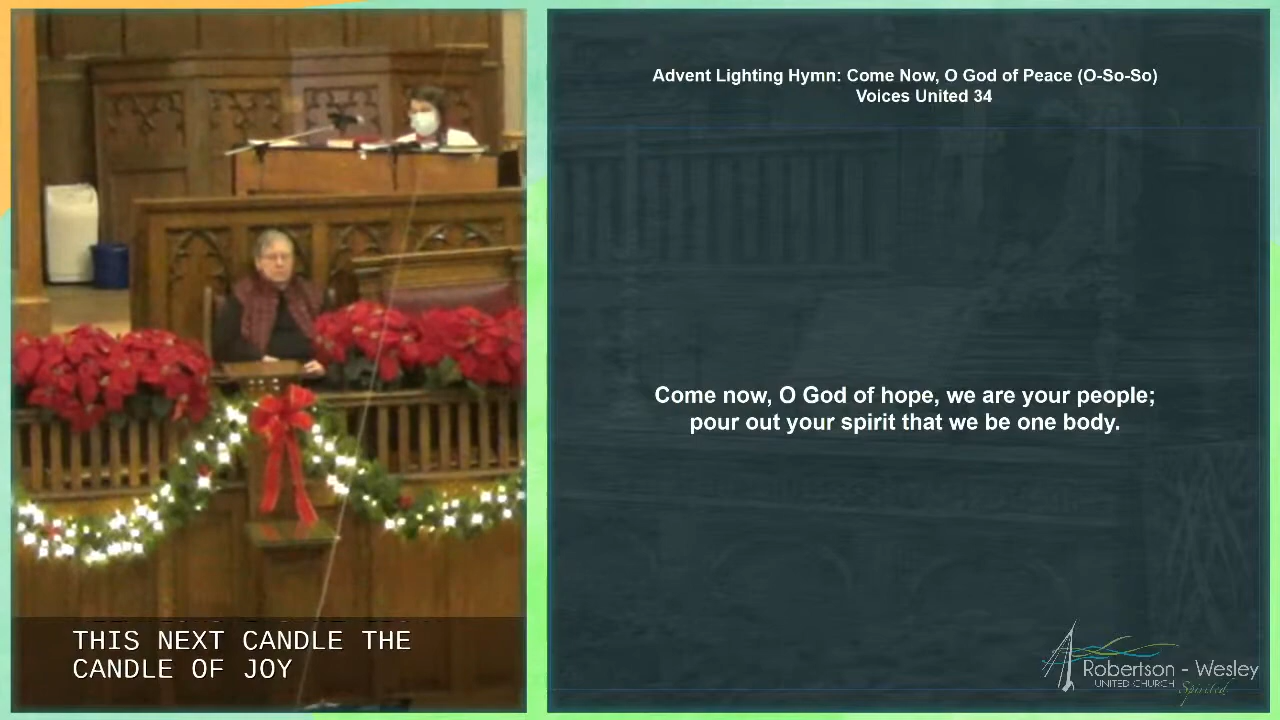 THIS NEXT CANDLE THE
CANDLE OF JOY
Advent Lighting Hymn: Come Now, O God of Peace (O-So-So)
Voices United 34
Come now, O God of hope, we are your people;
pour out your spirit that we be one body.
Robertson - Wesley
UNITED CHURCH
Spirited